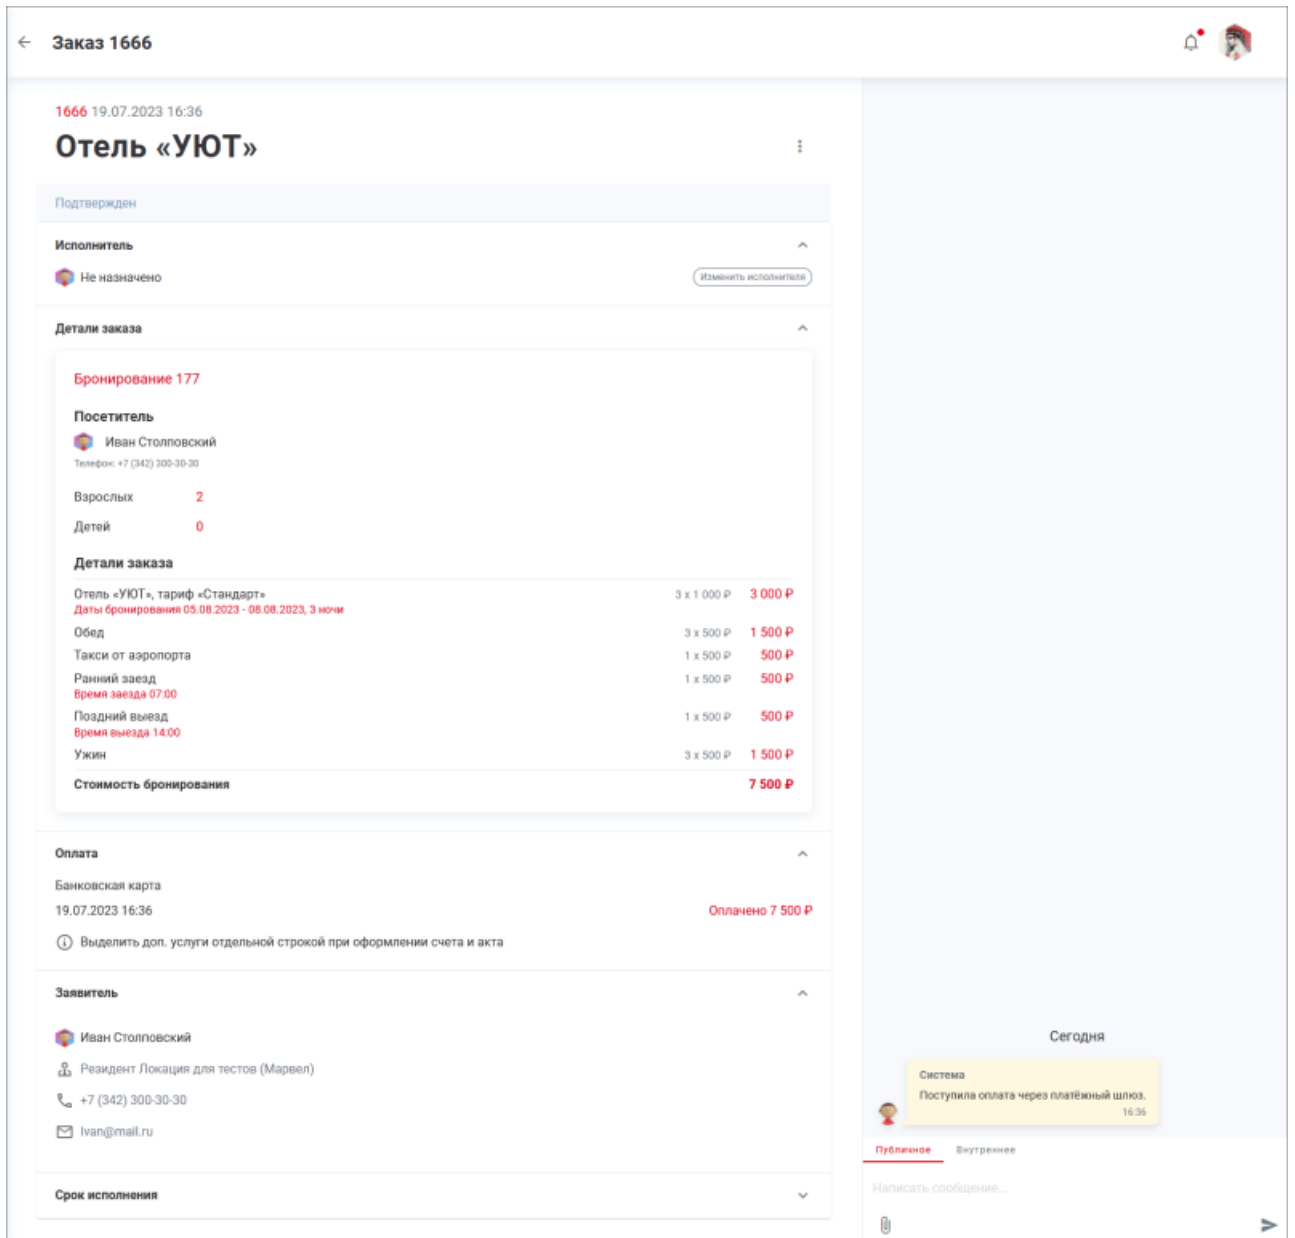 Заказ 1666
1666 19.07.2023 16:36
Отель «УЮТ»
Подтвержден
Исполнитель
Не назначено
Изменить исполнителя
Детали заказа
Бронирование 177
Посетитель
Иван Столповский
Телефон: +7 (342) 300-30-30
Взрослых 2
Детей 0
Детали заказа
Отель «УЮТ», тариф «Стандарт» 3 x 1 000 ₽ 3 000 ₽
Даты бронирования 05.08.2023 - 08.08.2023, 3 ночи
Обед 3 x 500 ₽ 1 500 ₽
Такси от аэропорта 1 x 500 ₽ 500 ₽
Ранний заезд 1 x 500 ₽ 500 ₽
Время заезда 07:00
Поздний выезд 1 x 500 ₽ 500 ₽
Время выезда 14:00
Ужин 3 x 500 ₽ 1 500 ₽
Стоимость бронирования 7 500 ₽
Оплата
Банковская карта
19.07.2023 16:36 Оплачено 7 500 ₽
Выделить доп. услуги отдельной строкой при оформлении счета и акта
Заявитель
Иван Столповский
Резидент Локация для тестов (Марвел)
+7 (342) 300-30-30
Ivan@mail.ru
Срок исполнения
Сегодня
Система
Поступила оплата через платёжный шлюз.
16:36
Публичное Внутреннее
Написать сообщение...